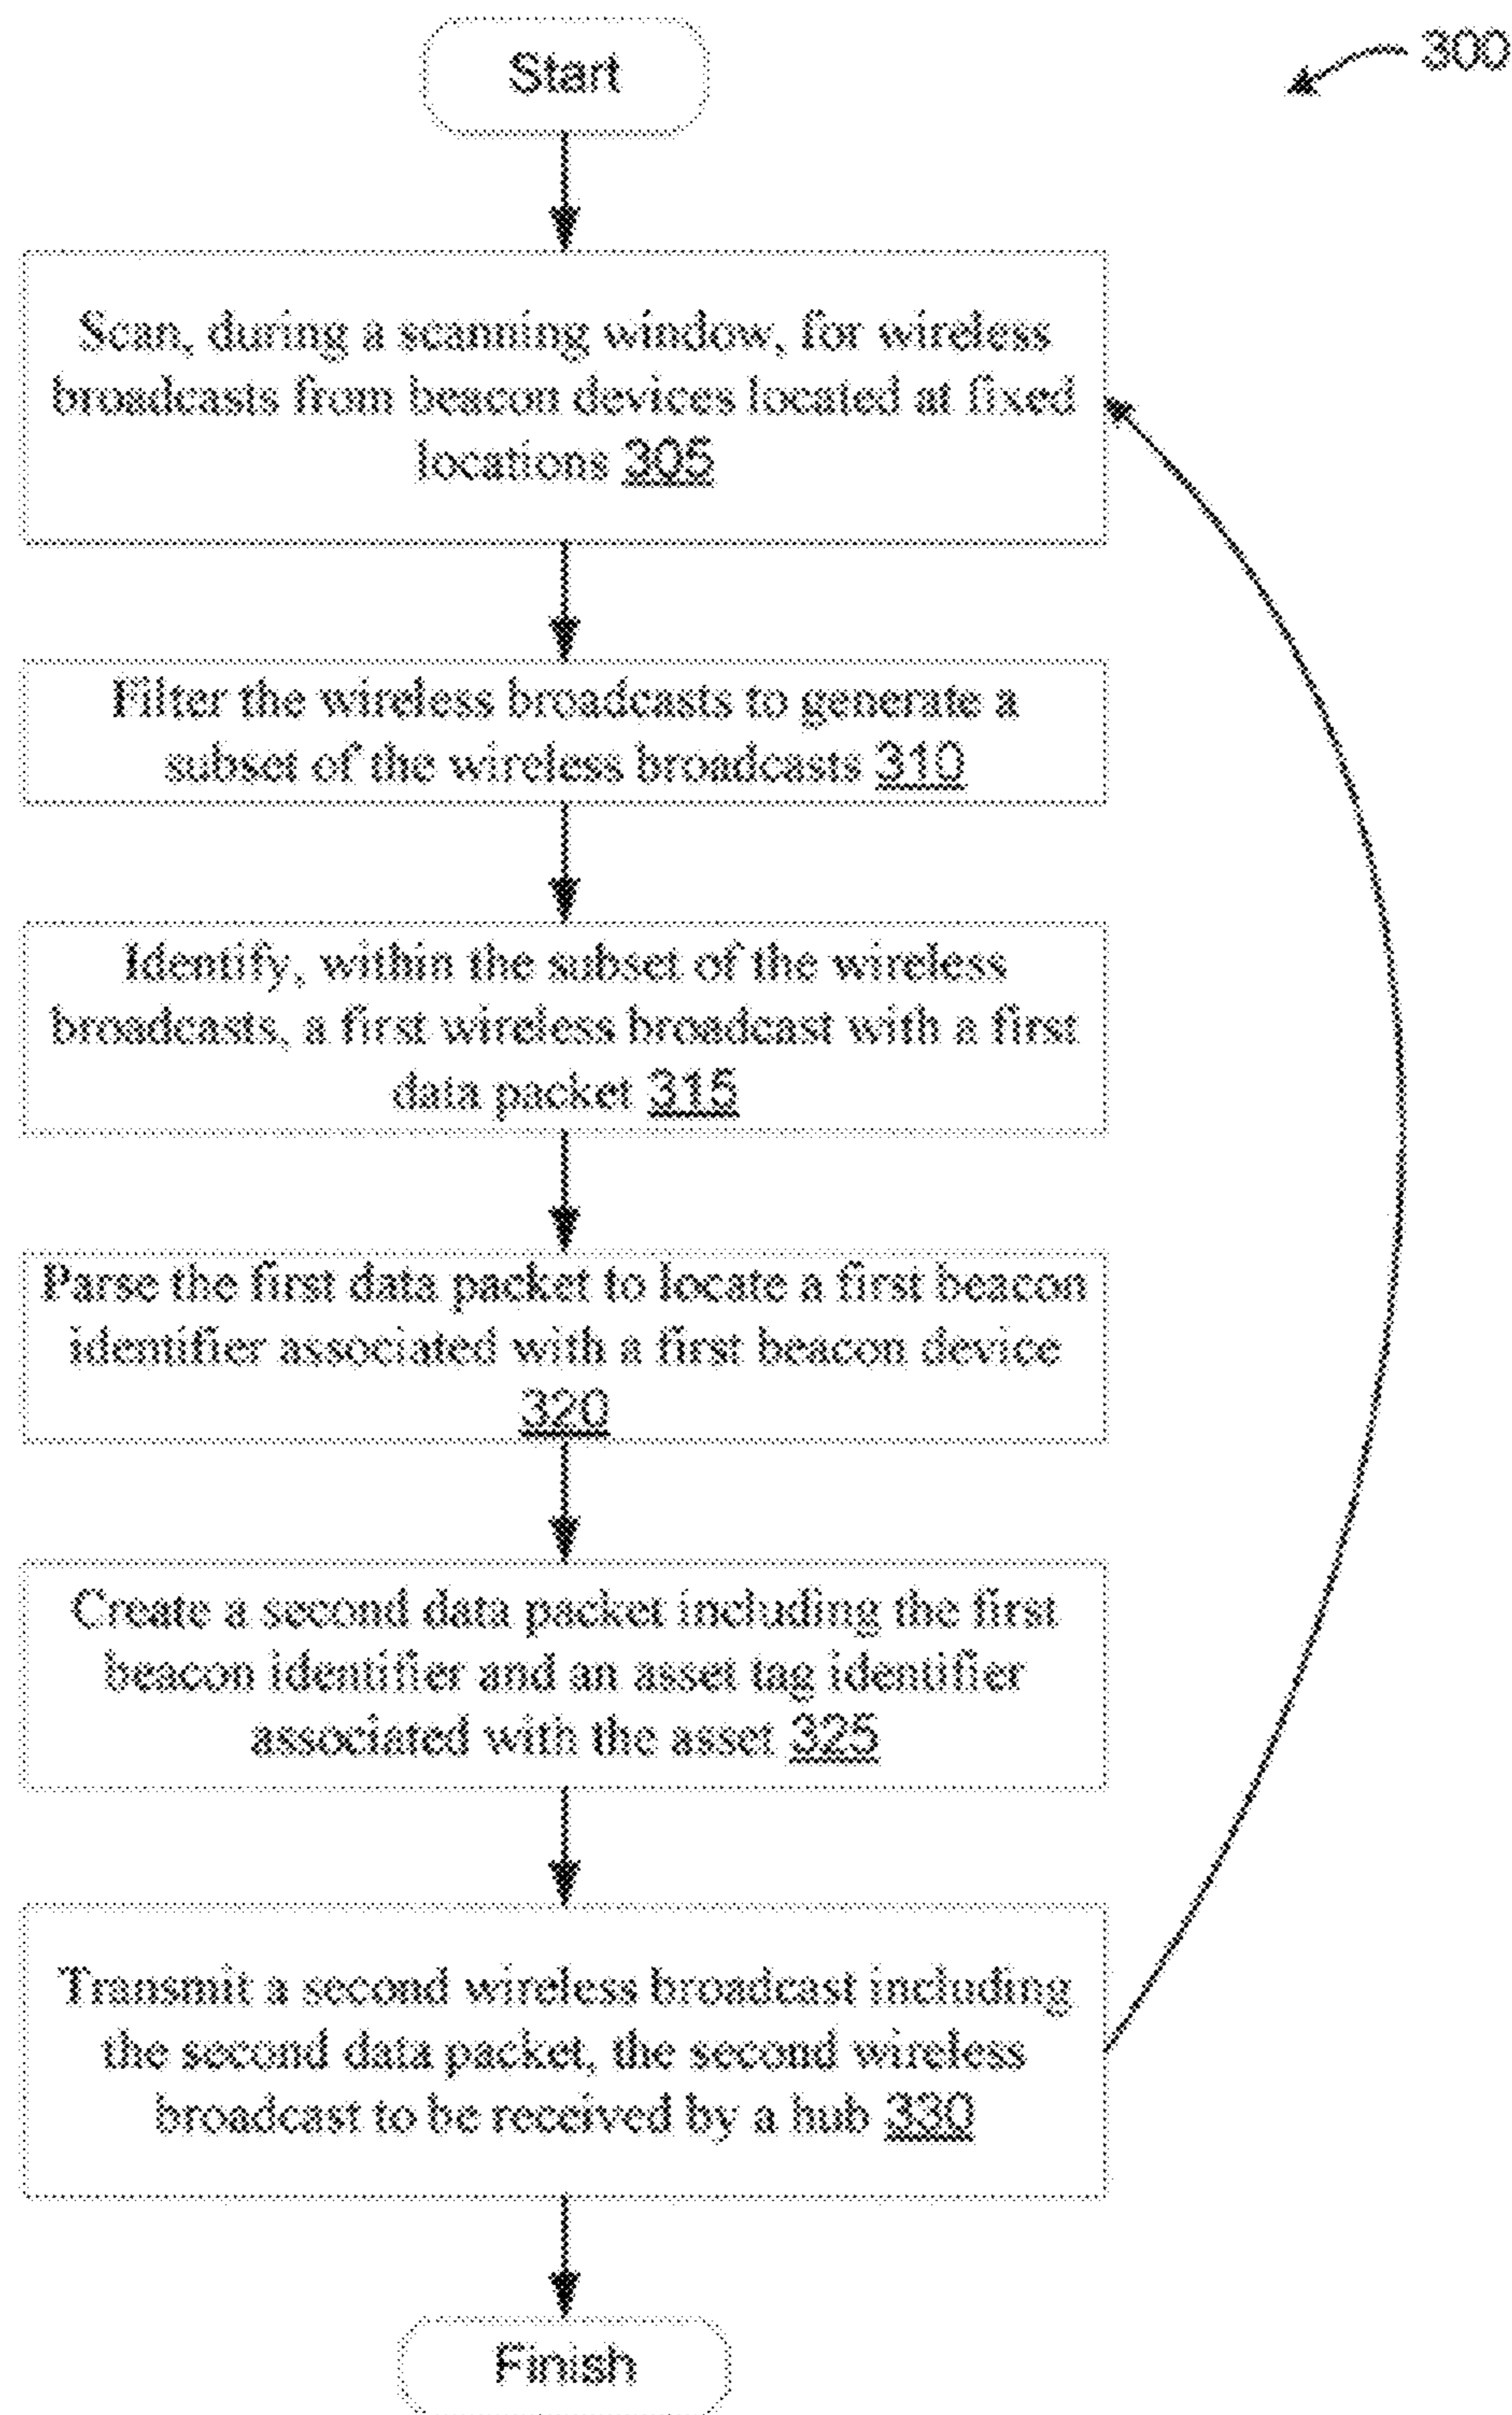 Start
300
Scan, during a scanning window, for wireless
broadcasts from beacon devices located at fixed
locations 305
Filter the wireless broadcasts to generate a
subset of the wireless broadcasts 310
Identify, within the subset of the wireless
broadcasts, a first wireless broadcast with a first
data packet 315
Parse the first data packet to locate a first beacon
identifier associated with a first beacon device
320
Create a second data packet including the first
beacon identifier and an asset tag identifier
associated with the asset 325
Transmit a second wireless broadcast including
the second data packet, the second wireless
broadcast to be received by a hub 330
Finish